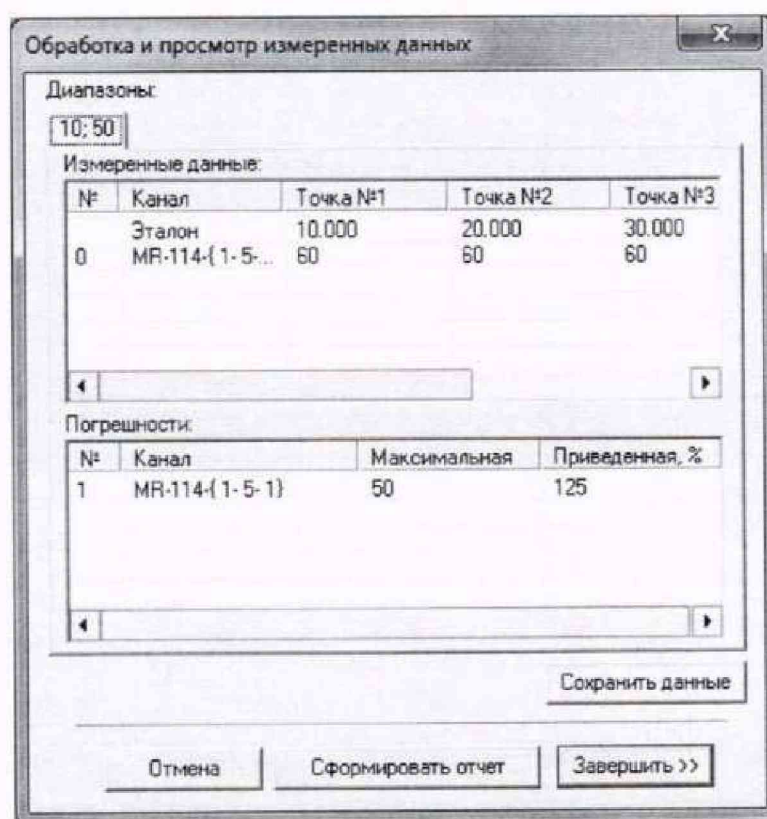 Обработка и просмотр измеренных данных
Диапазоны:
10; 50
Измеренные данные:
№ Канал Точка №1 Точка №2 Точка №3
Эталон 10.000 20.000 30.000
0 MR-114-{ 1- 5-... 60 60 60
Погрешности:
№ Канал Максимальная Приведенная, %
1 MR-114-{ 1- 5- 1} 50 125
Сохранить данные
Отмена Сформировать отчет Завершить >>